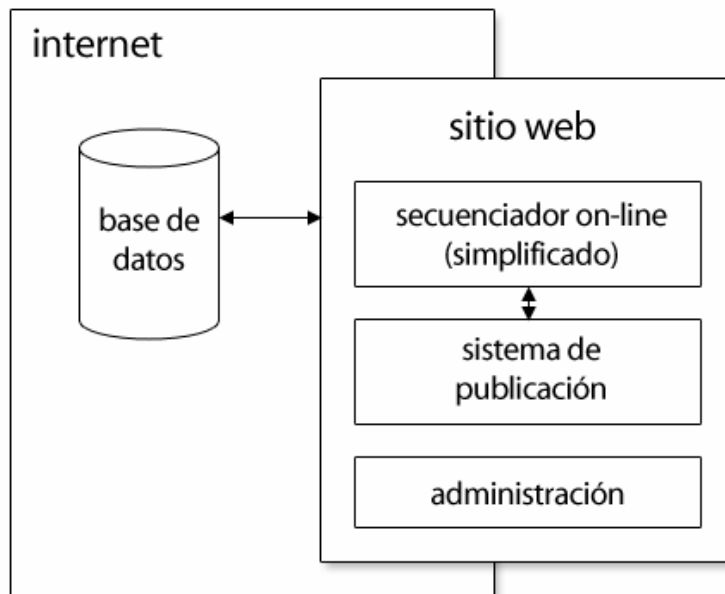 internet
sitio web
base de
datos
secuenciador on-line
(simplificado)
sistema de
publicación
administración